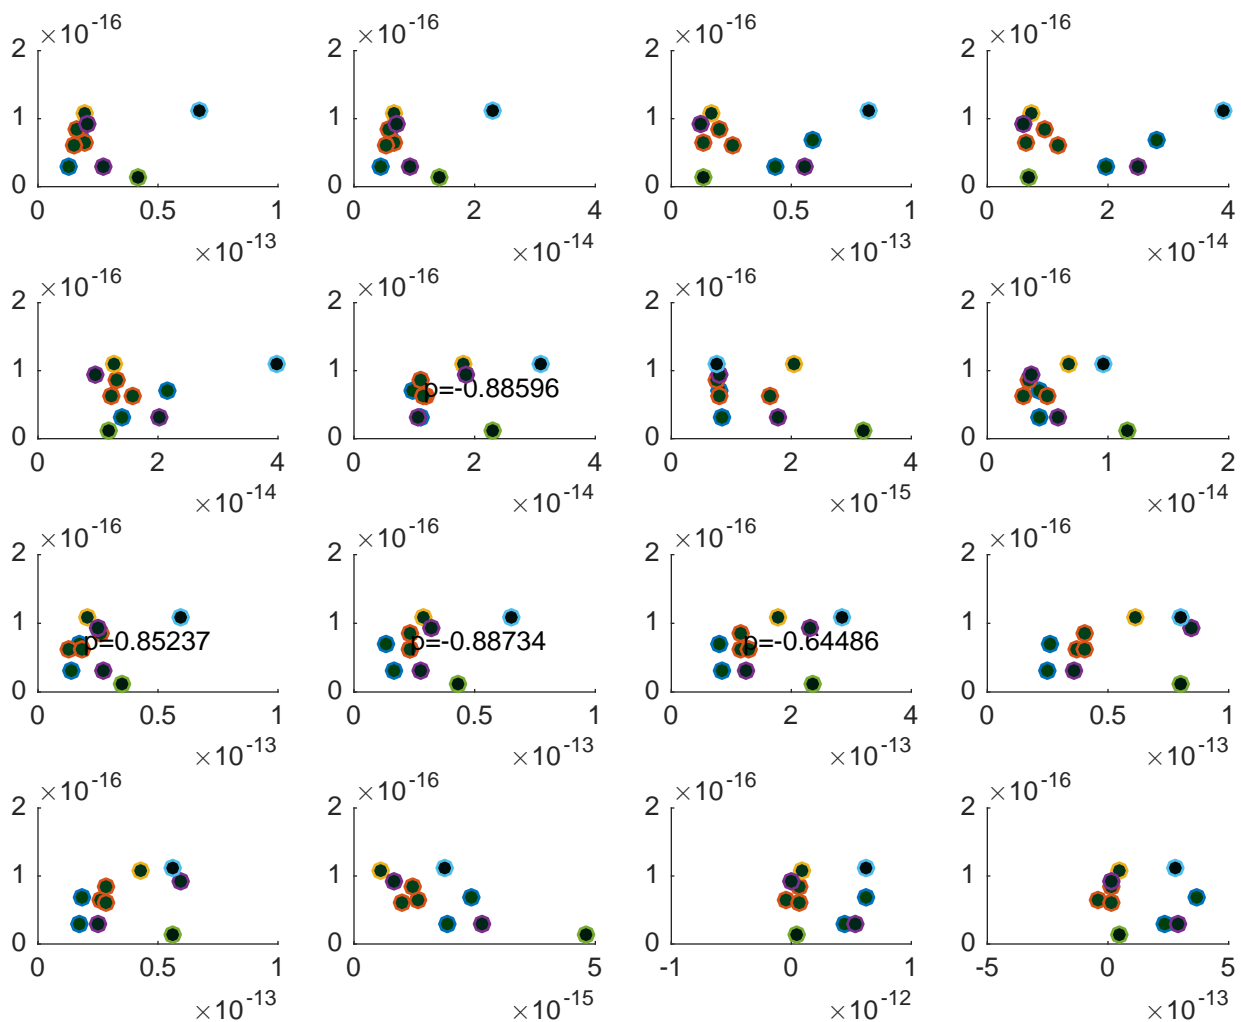 ×10-16 ×10-16 ×10-16 ×10-16
2 2 2 2
1 1 1 1
0 0 0 0
0 0.5 1 0 2 4 0 0.5 1 0 2 4
×10-13 ×10-14 ×10-13 ×10-14
×10-16 ×10-16 ×10-16 ×10-16
2 2 2 2
1 1 1 1
p=-0.88596
0 0 0 0
0 2 4 0 2 4 0 2 4 0 1 2
×10-14 ×10-14 ×10-15 ×10-14
×10-16 ×10-16 ×10-16 ×10-16
2 2 2 2
1 1 1 1
p=0.85237 p=-0.88734 p=-0.64486
0 0 0 0
0 0.5 1 0 0.5 1 0 2 4 0 0.5 1
×10-13 ×10-13 ×10-13 ×10-13
×10-16 ×10-16 ×10-16 ×10-16
2 2 2 2
1 1 1 1
0 0 0 0
0 0.5 1 0 5 -1 0 1 -5 0 5
×10-13 ×10-15 ×10-12 ×10-13